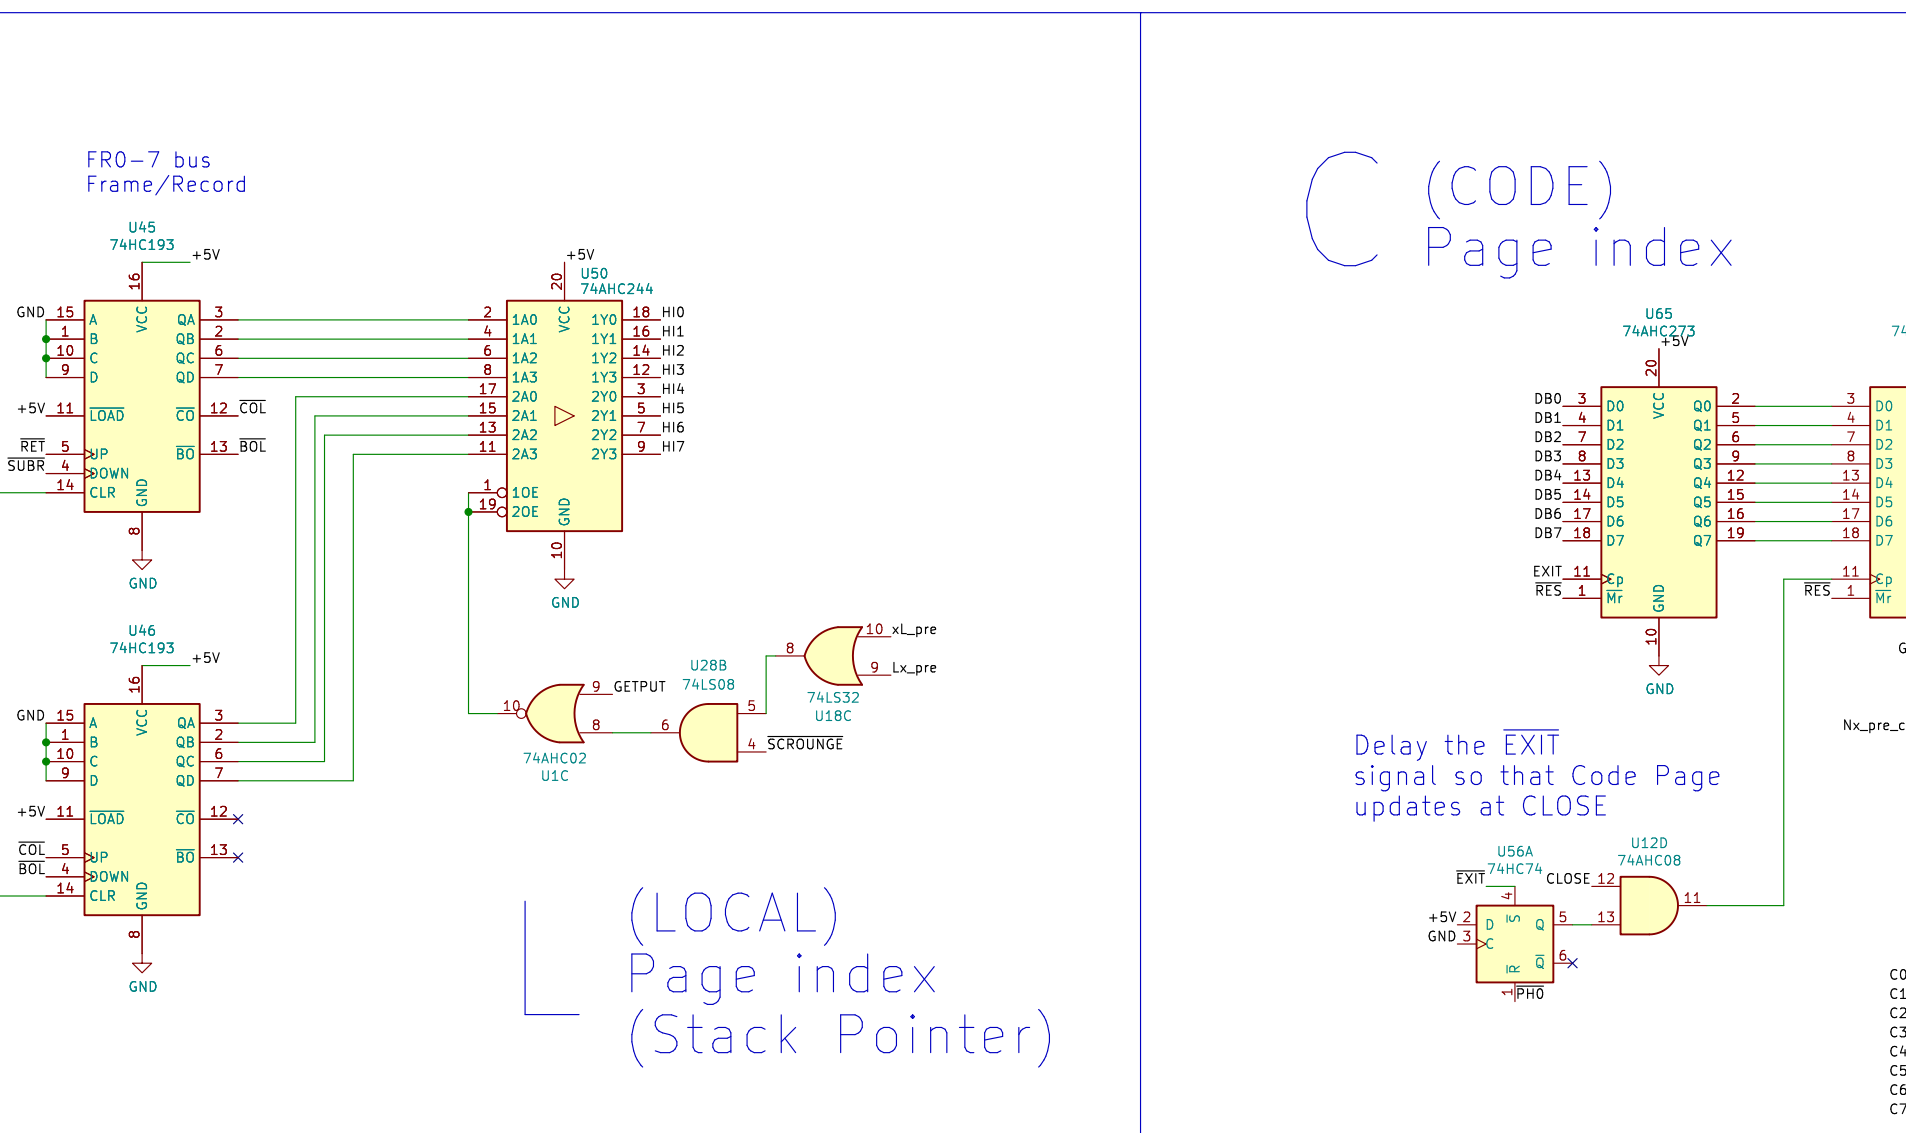 FR0-7 bus
Frame/Record
U45
74HC193
+5V
16
VCC
GND 15 A QA 3
1 B QB 2
10 C QC 6
9 D QD 7
+5V 11 LOAD CO 12 COL
RET 5 UP BO 13 BOL
SUBR 4 DOWN
14 CLR
GND
8
GND
U46
74HC193
+5V
16
VCC
GND 15 A QA 3
1 B QB 2
10 C QC 6
9 D QD 7
+5V 11 LOAD CO 12
COL 5 UP BO 13
BOL 4 DOWN
14 CLR
GND
8
GND
+5V
U50
74AHC244
20
VCC
2 1A0 1Y0 18 HI0
4 1A1 1Y1 16 HI1
6 1A2 1Y2 14 HI2
8 1A3 1Y3 12 HI3
17 2A0 2Y0 3 HI4
15 2A1 2Y1 5 HI5
13 2A2 2Y2 7 HI6
11 2A3 2Y3 9 HI7
1 1OE
19 2OE
GND
10
GND
10 9 GETPUT
8
74AHC02
U1C
U28B
74LS08
6 5
4 SCROUNGE
8 10 xL_pre
9 Lx_pre
74LS32
U18C
L
(LOCAL)
Page index
(Stack Pointer)
C
(CODE)
Page index
U65
74AHC273
+5V
20
VCC
DB0 3 D0 Q0 2
DB1 4 D1 Q1 5
DB2 7 D2 Q2 6
DB3 8 D3 Q3 9
DB4 13 D4 Q4 12
DB5 14 D5 Q5 15
DB6 17 D6 Q6 16
DB7 18 D7 Q7 19
EXIT 11 Cp
RES 1 Mr
GND
10
GND
74
3 D0
4 D1
7 D2
8 D3
13 D4
14 D5
17 D6
18 D7
11 Cp
RES 1 Mr
G
Nx_pre_c
Delay the EXIT
signal so that Code Page
updates at CLOSE
U56A
74HC74
EXIT
4
+5V 2 D S Q 5
GND 3 C
R Q 6
1 PH0
U12D
74AHC08
CLOSE 12
13
11
C0
C1
C2
C3
C4
C5
C6
C7